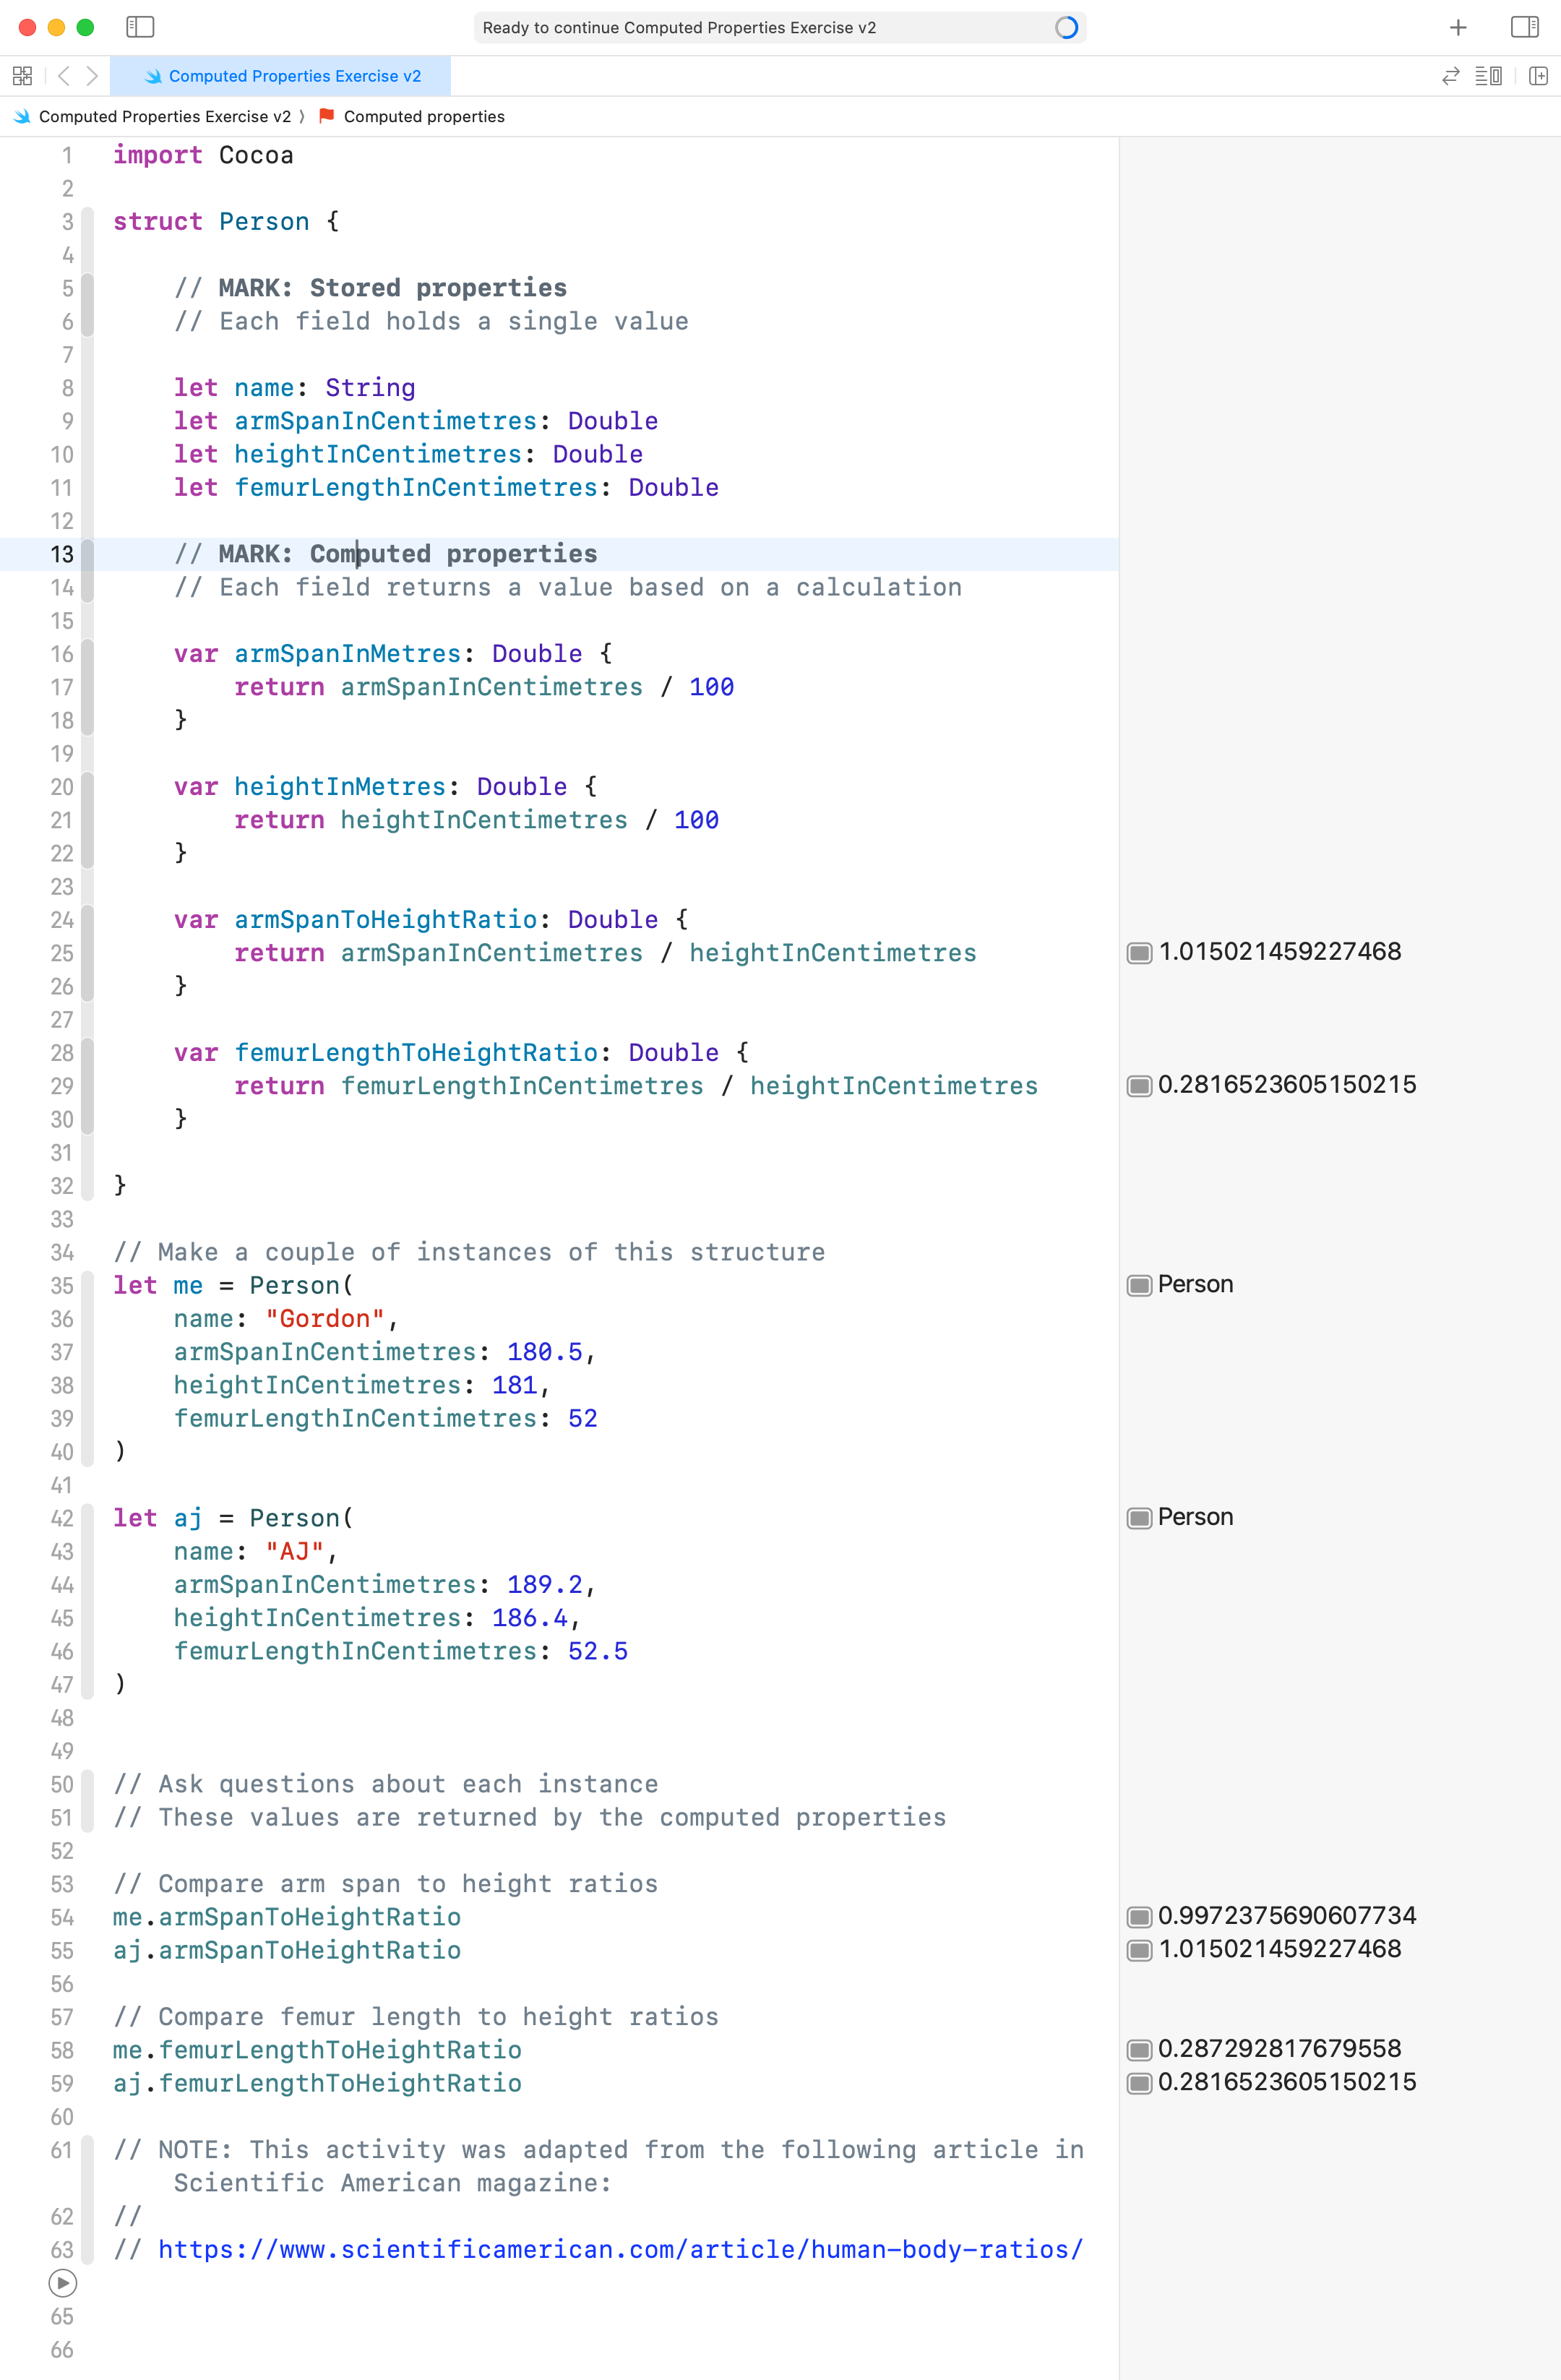 Ready to continue Computed Properties Exercise v2
Computed Properties Exercise v2
Computed Properties Exercise v2 ⟩ Computed properties
1 import Cocoa
2
3 struct Person {
4
5 // MARK: Stored properties
6 // Each field holds a single value
7
8 let name: String
9 let armSpanInCentimetres: Double
10 let heightInCentimetres: Double
11 let femurLengthInCentimetres: Double
12
13 // MARK: Computed properties
14 // Each field returns a value based on a calculation
15
16 var armSpanInMetres: Double {
17 return armSpanInCentimetres / 100
18 }
19
20 var heightInMetres: Double {
21 return heightInCentimetres / 100
22 }
23
24 var armSpanToHeightRatio: Double {
25 return armSpanInCentimetres / heightInCentimetres 1.015021459227468
26 }
27
28 var femurLengthToHeightRatio: Double {
29 return femurLengthInCentimetres / heightInCentimetres 0.2816523605150215
30 }
31
32 }
33
34 // Make a couple of instances of this structure
35 let me = Person( Person
36 name: "Gordon",
37 armSpanInCentimetres: 180.5,
38 heightInCentimetres: 181,
39 femurLengthInCentimetres: 52
40 )
41
42 let aj = Person( Person
43 name: "AJ",
44 armSpanInCentimetres: 189.2,
45 heightInCentimetres: 186.4,
46 femurLengthInCentimetres: 52.5
47 )
48
49
50 // Ask questions about each instance
51 // These values are returned by the computed properties
52
53 // Compare arm span to height ratios
54 me.armSpanToHeightRatio 0.9972375690607734
55 aj.armSpanToHeightRatio 1.015021459227468
56
57 // Compare femur length to height ratios
58 me.femurLengthToHeightRatio 0.287292817679558
59 aj.femurLengthToHeightRatio 0.2816523605150215
60
61 // NOTE: This activity was adapted from the following article in
Scientific American magazine:
62 //
63 // https://www.scientificamerican.com/article/human-body-ratios/
65
66